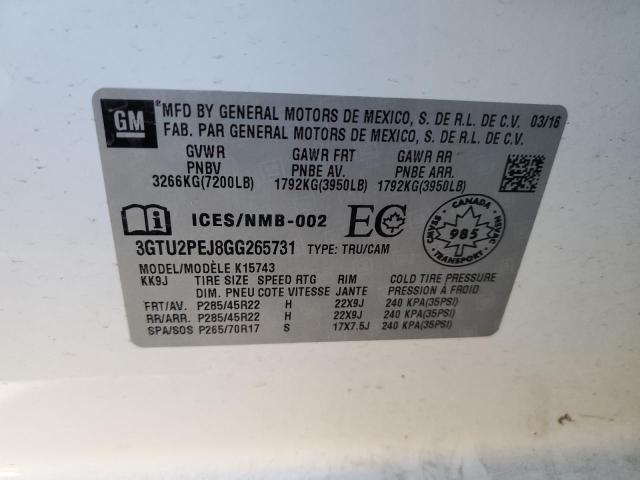 GM
MFD BY GENERAL MOTORS DE MEXICO, S. DE R.L. DE C.V. 03/16
FAB. PAR GENERAL MOTORS DE MEXICO, S. DE R.L. DE C.V.
GVWR GAWR FRT GAWR RR
PNBV PNBE AV. PNBE ARR.
3266KG(7200LB) 1792KG(3950LB) 1792KG(3950LB)
ICES/NMB-002 EC
CANADA
CMVSS 985 NSVAC
3GTU2PEJ8GG265731 TYPE: TRU/CAM
MODEL/MODÈLE K15743
KK9J TIRE SIZE SPEED RTG RIM COLD TIRE PRESSURE
DIM. PNEU COTE VITESSE JANTE PRESSION À FROID
FRT/AV. P285/45R22 H 22X9J 240 KPA(35PSI)
RR/ARR. P285/45R22 H 22X9J 240 KPA(35PSI)
SPA/SOS P265/70R17 S 17X7.5J 240 KPA(35PSI)